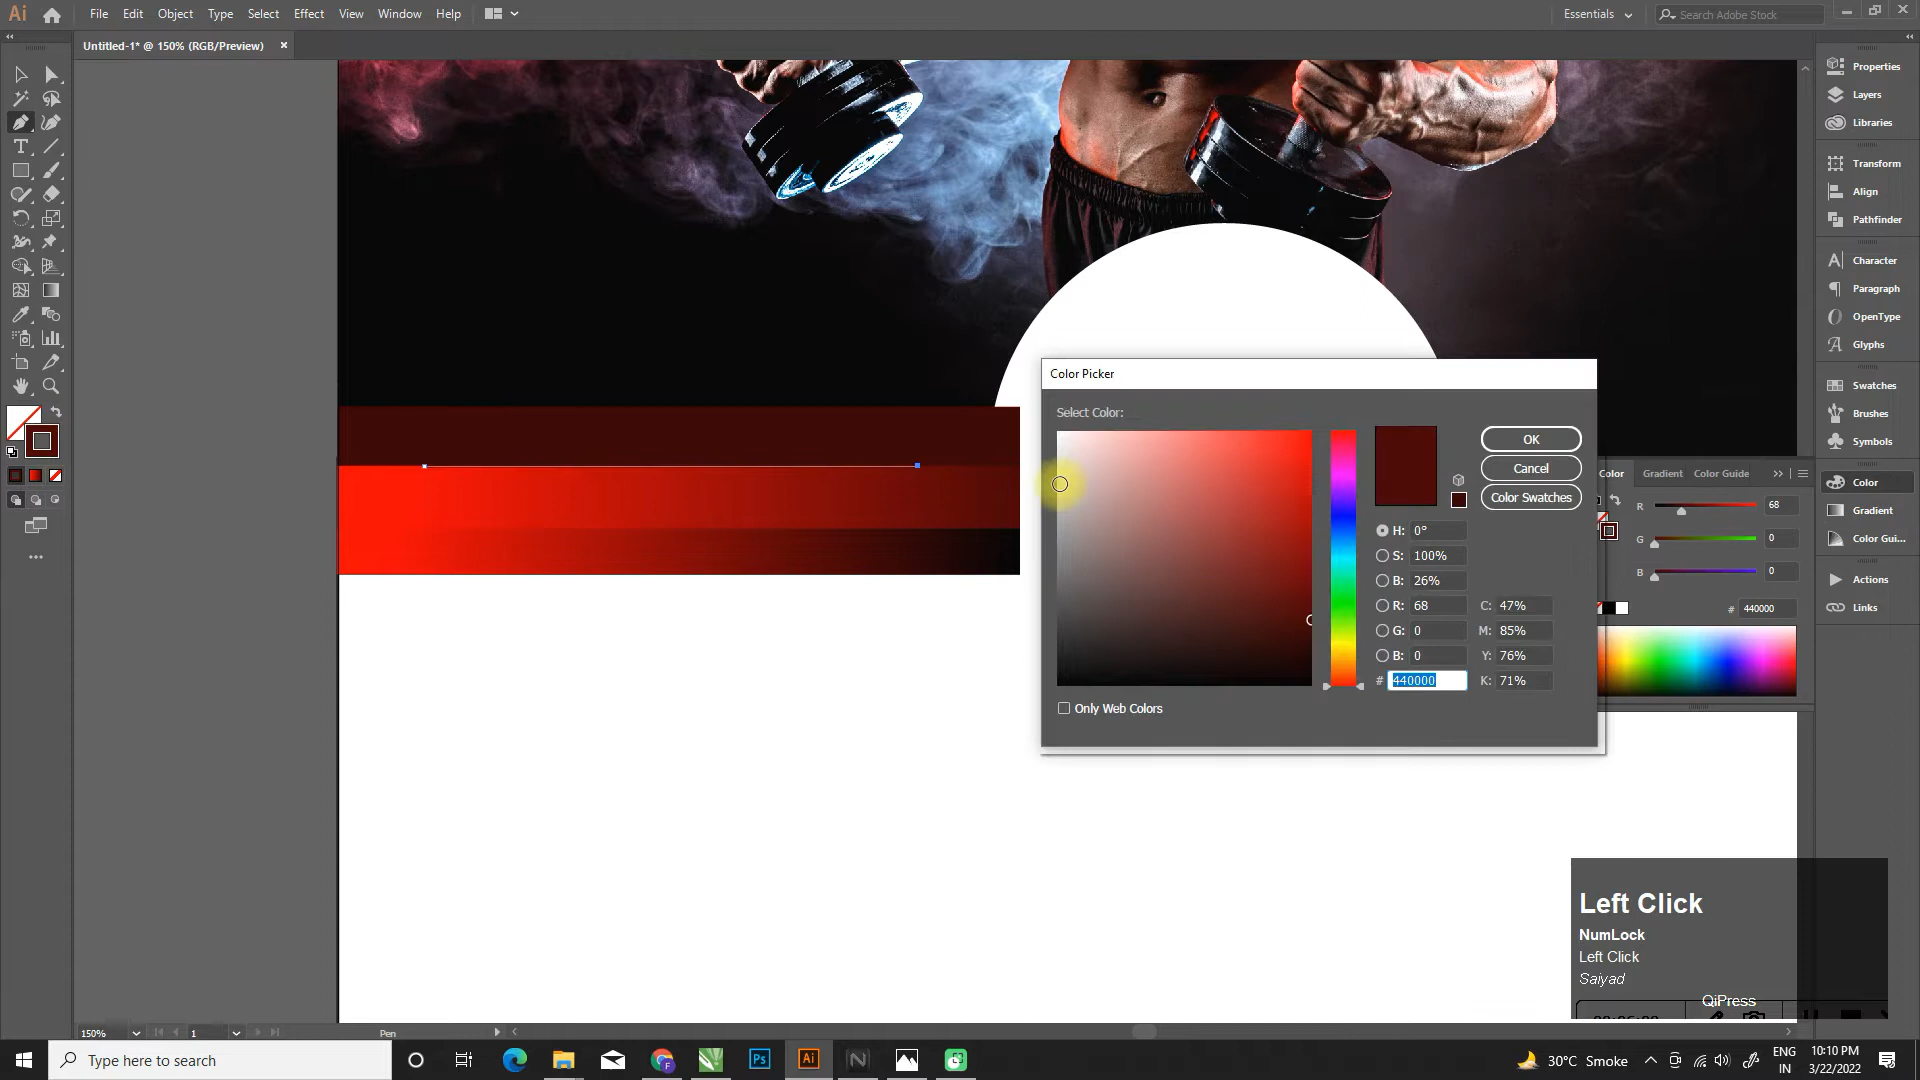 Ai File Edit Object Type Select Effect View Window Help Essentials Search Adobe Stock
Untitled-1* @ 150% (RGB/Preview) ×
Properties
Layers
Libraries
Transform
Align
Pathfinder
Character
Paragraph
OpenType
Glyphs
Swatches
Brushes
Symbols
Color
Gradient
Color Gui...
Actions
Links
Color Picker
Select Color:
OK
Cancel
Color Swatches
H: 0°
S: 100%
B: 26%
R: 68 C: 47%
G: 0 M: 85%
B: 0 Y: 76%
# 440000 K: 71%
Only Web Colors
Color Gradient Color Guide
R 68
G 0
B 0
# 440000
Left Click
NumLock
Left Click
Saiyad
QiPress
150% 1 Pen
Type here to search
Ps Ai N
30°C Smoke
ENG
IN
10:10 PM
3/22/2022